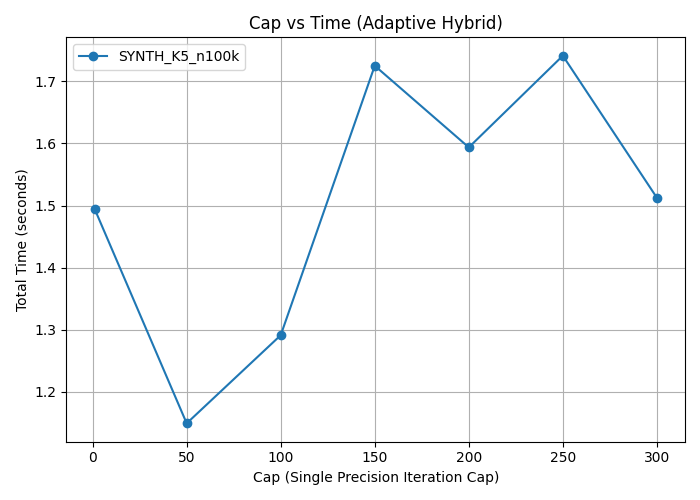 Cap vs Time (Adaptive Hybrid)
SYNTH_K5_n100k
1.7
1.6
1.5
1.4
1.3
1.2
Total Time (seconds)
0 50 100 150 200 250 300
Cap (Single Precision Iteration Cap)